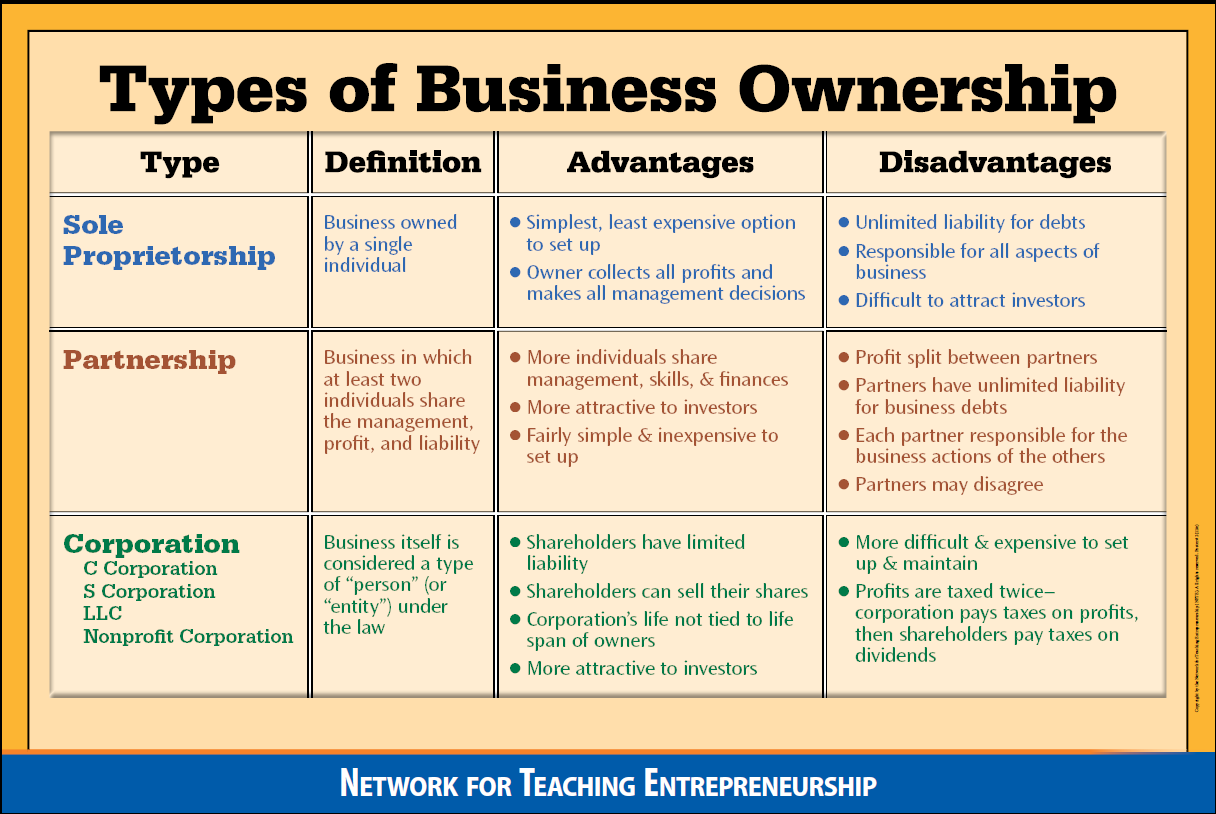 Types of Business Ownership
Type
Definition
Advantages
Disadvantages
Sole
Proprietorship
Business owned
by a single
individual
● Simplest, least expensive option
to set up
● Owner collects all profits and
makes all management decisions
● Unlimited liability for debts
● Responsible for all aspects of
business
● Difficult to attract investors
Partnership
Business in which
at least two
individuals share
the management,
profit, and liability
● More individuals share
management, skills, & finances
● More attractive to investors
● Fairly simple & inexpensive to
set up
● Profit split between partners
● Partners have unlimited liability
for business debts
● Each partner responsible for the
business actions of the others
● Partners may disagree
Corporation
C Corporation
S Corporation
LLC
Nonprofit Corporation
Business itself is
considered a type
of “person” (or
“entity”) under
the law
● Shareholders have limited
liability
● Shareholders can sell their shares
● Corporation’s life not tied to life
span of owners
● More attractive to investors
● More difficult & expensive to set
up & maintain
● Profits are taxed twice–
corporation pays taxes on profits,
then shareholders pay taxes on
dividends
NETWORK FOR TEACHING ENTREPRENEURSHIP